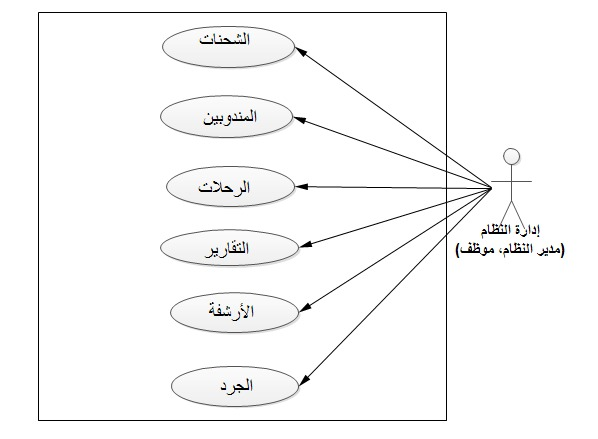 الشحنات
المندوبين
الرحلات
التقارير
الأرشفة
الجرد
إدارة النظام
(مدير النظام، موظف)